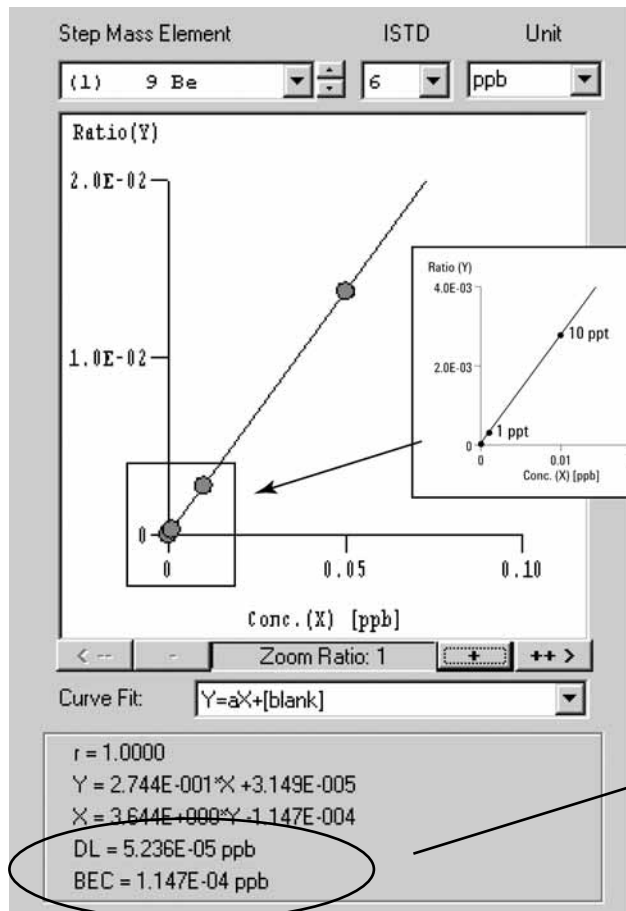 Step Mass Element ISTD Unit
(1) 9 Be 6 ppb
Ratio(Y)
2.0E-02
1.0E-02
0
0 0.05 0.10
Conc.(X) [ppb]
Ratio (Y)
4.0E-03
10 ppt
2.0E-03
1 ppt
0
0 0.01
Conc. (X) [ppb]
< -- - Zoom Ratio: 1 + ++ >
Curve Fit: Y=aX+[blank]
r = 1.0000
Y = 2.744E-001*X +3.149E-005
X = 3.644E+000*Y -1.147E-004
DL = 5.236E-05 ppb
BEC = 1.147E-04 ppb